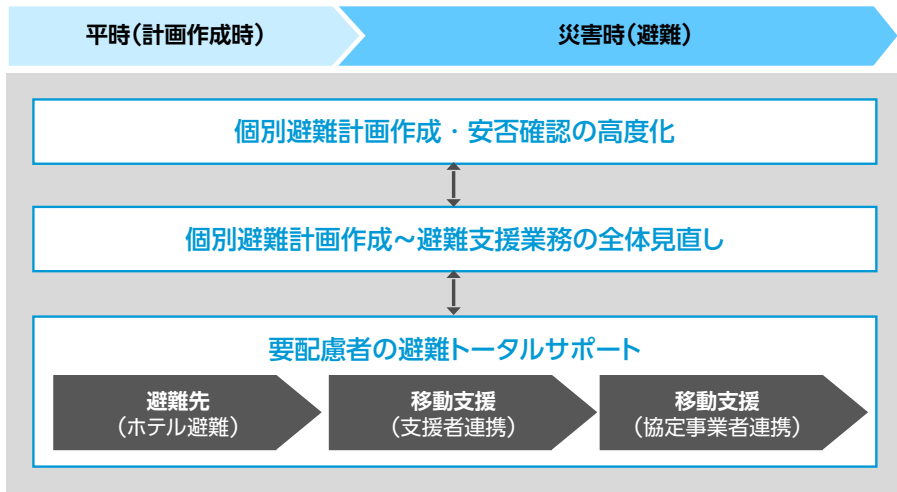 平時（計画作成時）
災害時（避難）
個別避難計画作成・安否確認の高度化
個別避難計画作成～避難支援業務の全体見直し
要配慮者の避難トータルサポート
避難先
（ホテル避難）
移動支援
（支援者連携）
移動支援
（協定事業者連携）